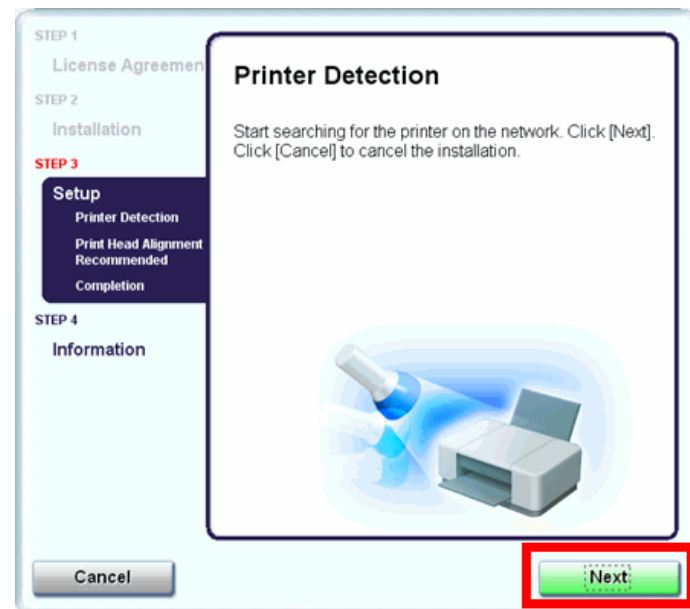 STEP 1
License Agreemen
STEP 2
Installation
STEP 3
Setup
Printer Detection
Print Head Alignment
Recommended
Completion
STEP 4
Information
Printer Detection
Start searching for the printer on the network. Click [Next].
Click [Cancel] to cancel the installation.
Cancel
Next